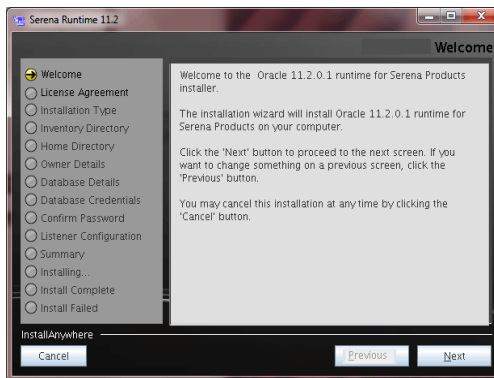 Serena Runtime 11.2
Welcome
Welcome
License Agreement
Installation Type
Inventory Directory
Home Directory
Owner Details
Database Details
Database Credentials
Confirm Password
Listener Configuration
Summary
Installing...
Install Complete
Install Failed
Welcome to the Oracle 11.2.0.1 runtime for Serena Products
installer.
The installation wizard will install Oracle 11.2.0.1 runtime for
Serena Products on your computer.
Click the 'Next' button to proceed to the next screen. If you
want to change something on a previous screen, click the
'Previous' button.
You may cancel this installation at any time by clicking the
'Cancel' button.
InstallAnywhere
Cancel
Previous
Next